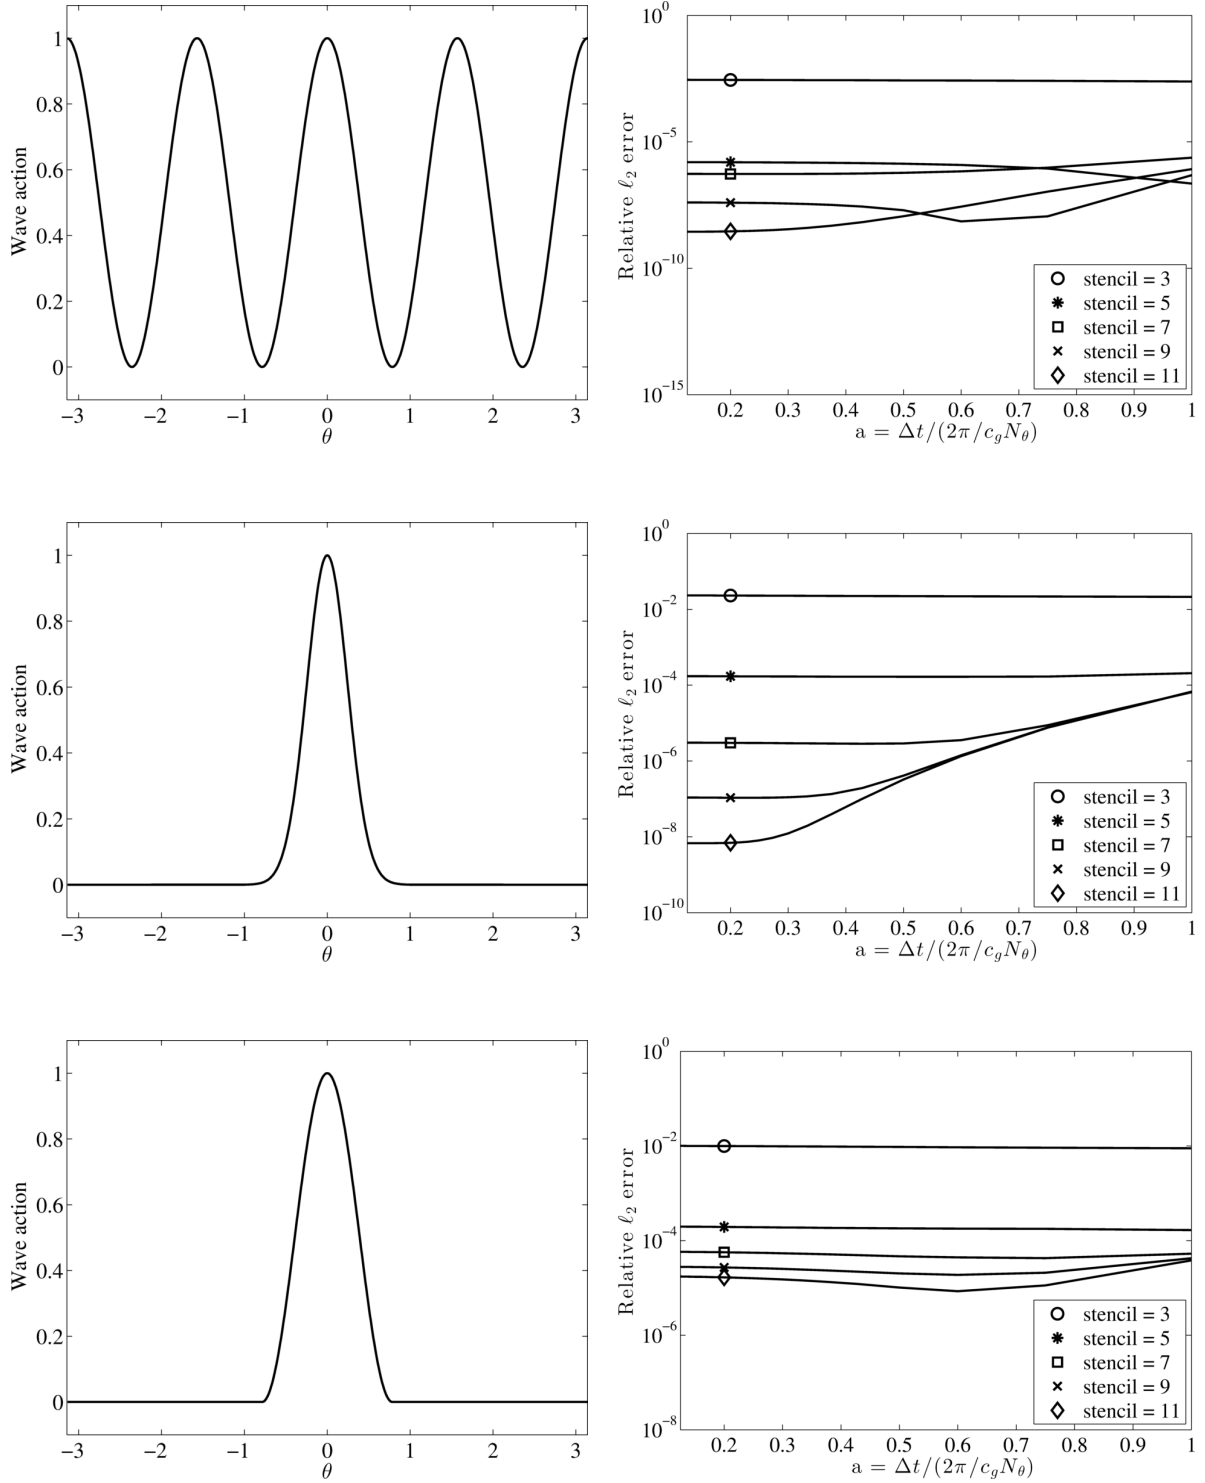 Wave action
1
0.8
0.6
0.4
0.2
0
−3 −2 −1 0 1 2 3
θ
Relative ℓ₂ error
10⁰
10⁻⁵
10⁻¹⁰
10⁻¹⁵
stencil = 3
stencil = 5
stencil = 7
stencil = 9
stencil = 11
0.2 0.3 0.4 0.5 0.6 0.7 0.8 0.9 1
a = Δt/(2π/c_g N_θ)
Wave action
1
0.8
0.6
0.4
0.2
0
−3 −2 −1 0 1 2 3
θ
Relative ℓ₂ error
10⁰
10⁻²
10⁻⁴
10⁻⁶
10⁻⁸
10⁻¹⁰
stencil = 3
stencil = 5
stencil = 7
stencil = 9
stencil = 11
0.2 0.3 0.4 0.5 0.6 0.7 0.8 0.9 1
a = Δt/(2π/c_g N_θ)
Wave action
1
0.8
0.6
0.4
0.2
0
−3 −2 −1 0 1 2 3
θ
Relative ℓ₂ error
10⁰
10⁻²
10⁻⁴
10⁻⁶
10⁻⁸
stencil = 3
stencil = 5
stencil = 7
stencil = 9
stencil = 11
0.2 0.3 0.4 0.5 0.6 0.7 0.8 0.9 1
a = Δt/(2π/c_g N_θ)